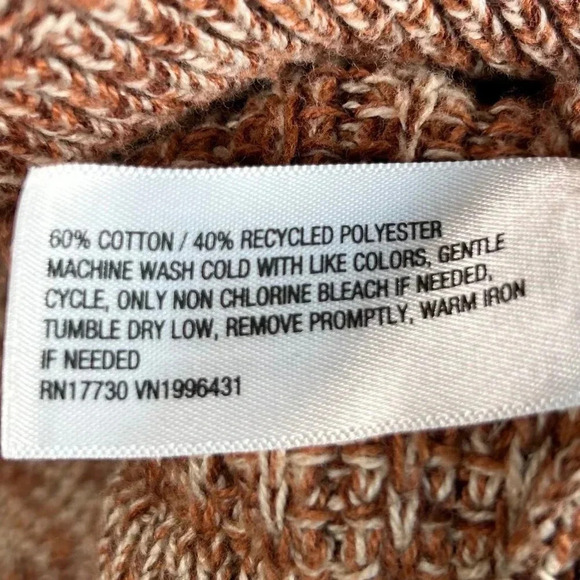 60% COTTON / 40% RECYCLED POLYESTER
MACHINE WASH COLD WITH LIKE COLORS, GENTLE
CYCLE, ONLY NON CHLORINE BLEACH IF NEEDED,
TUMBLE DRY LOW, REMOVE PROMPTLY, WARM IRON
IF NEEDED
RN17730 VN1996431